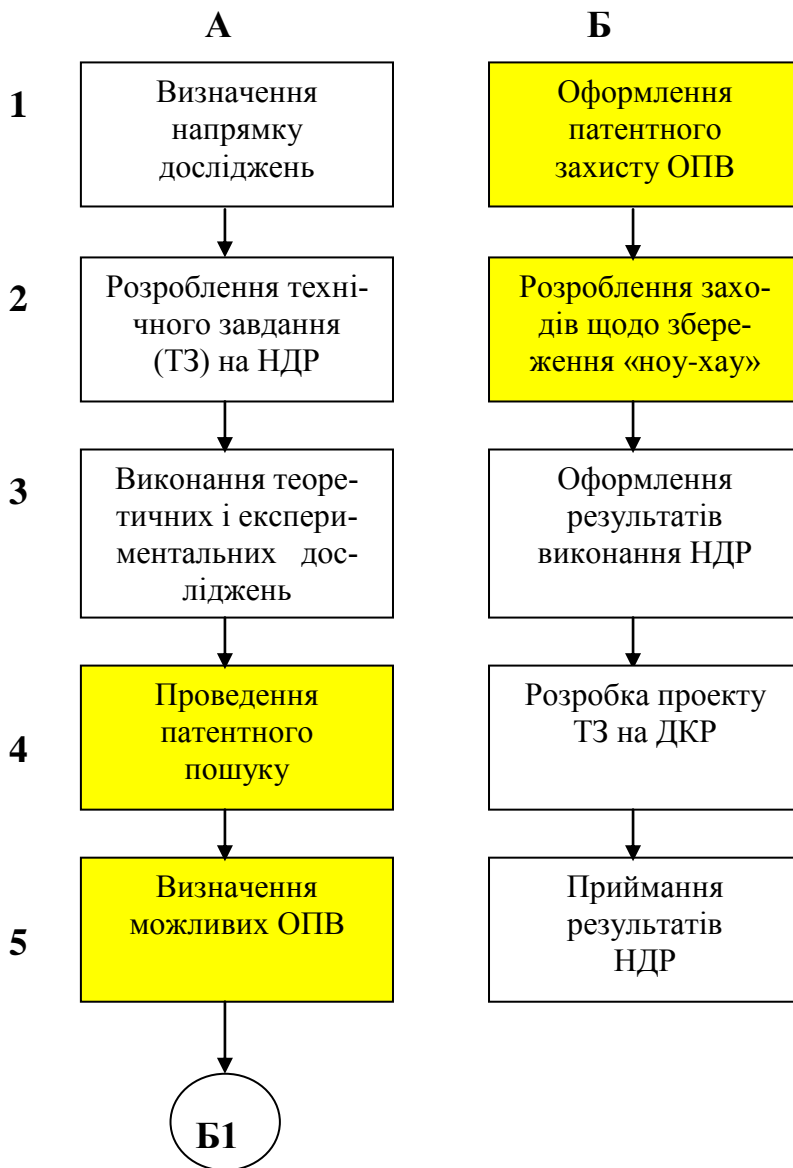 А
Б
1
Визначення
напрямку
досліджень
Оформлення
патентного
захисту ОПВ
2
Розроблення техні-
чного завдання
(ТЗ) на НДР
Розроблення захо-
дів щодо збере-
ження «ноу-хау»
3
Виконання теоре-
тичних і експери-
ментальних дос-
ліджень
Оформлення
результатів
виконання НДР
4
Проведення
патентного
пошуку
Розробка проекту
ТЗ на ДКР
5
Визначення
можливих ОПВ
Приймання
результатів
НДР
Б1